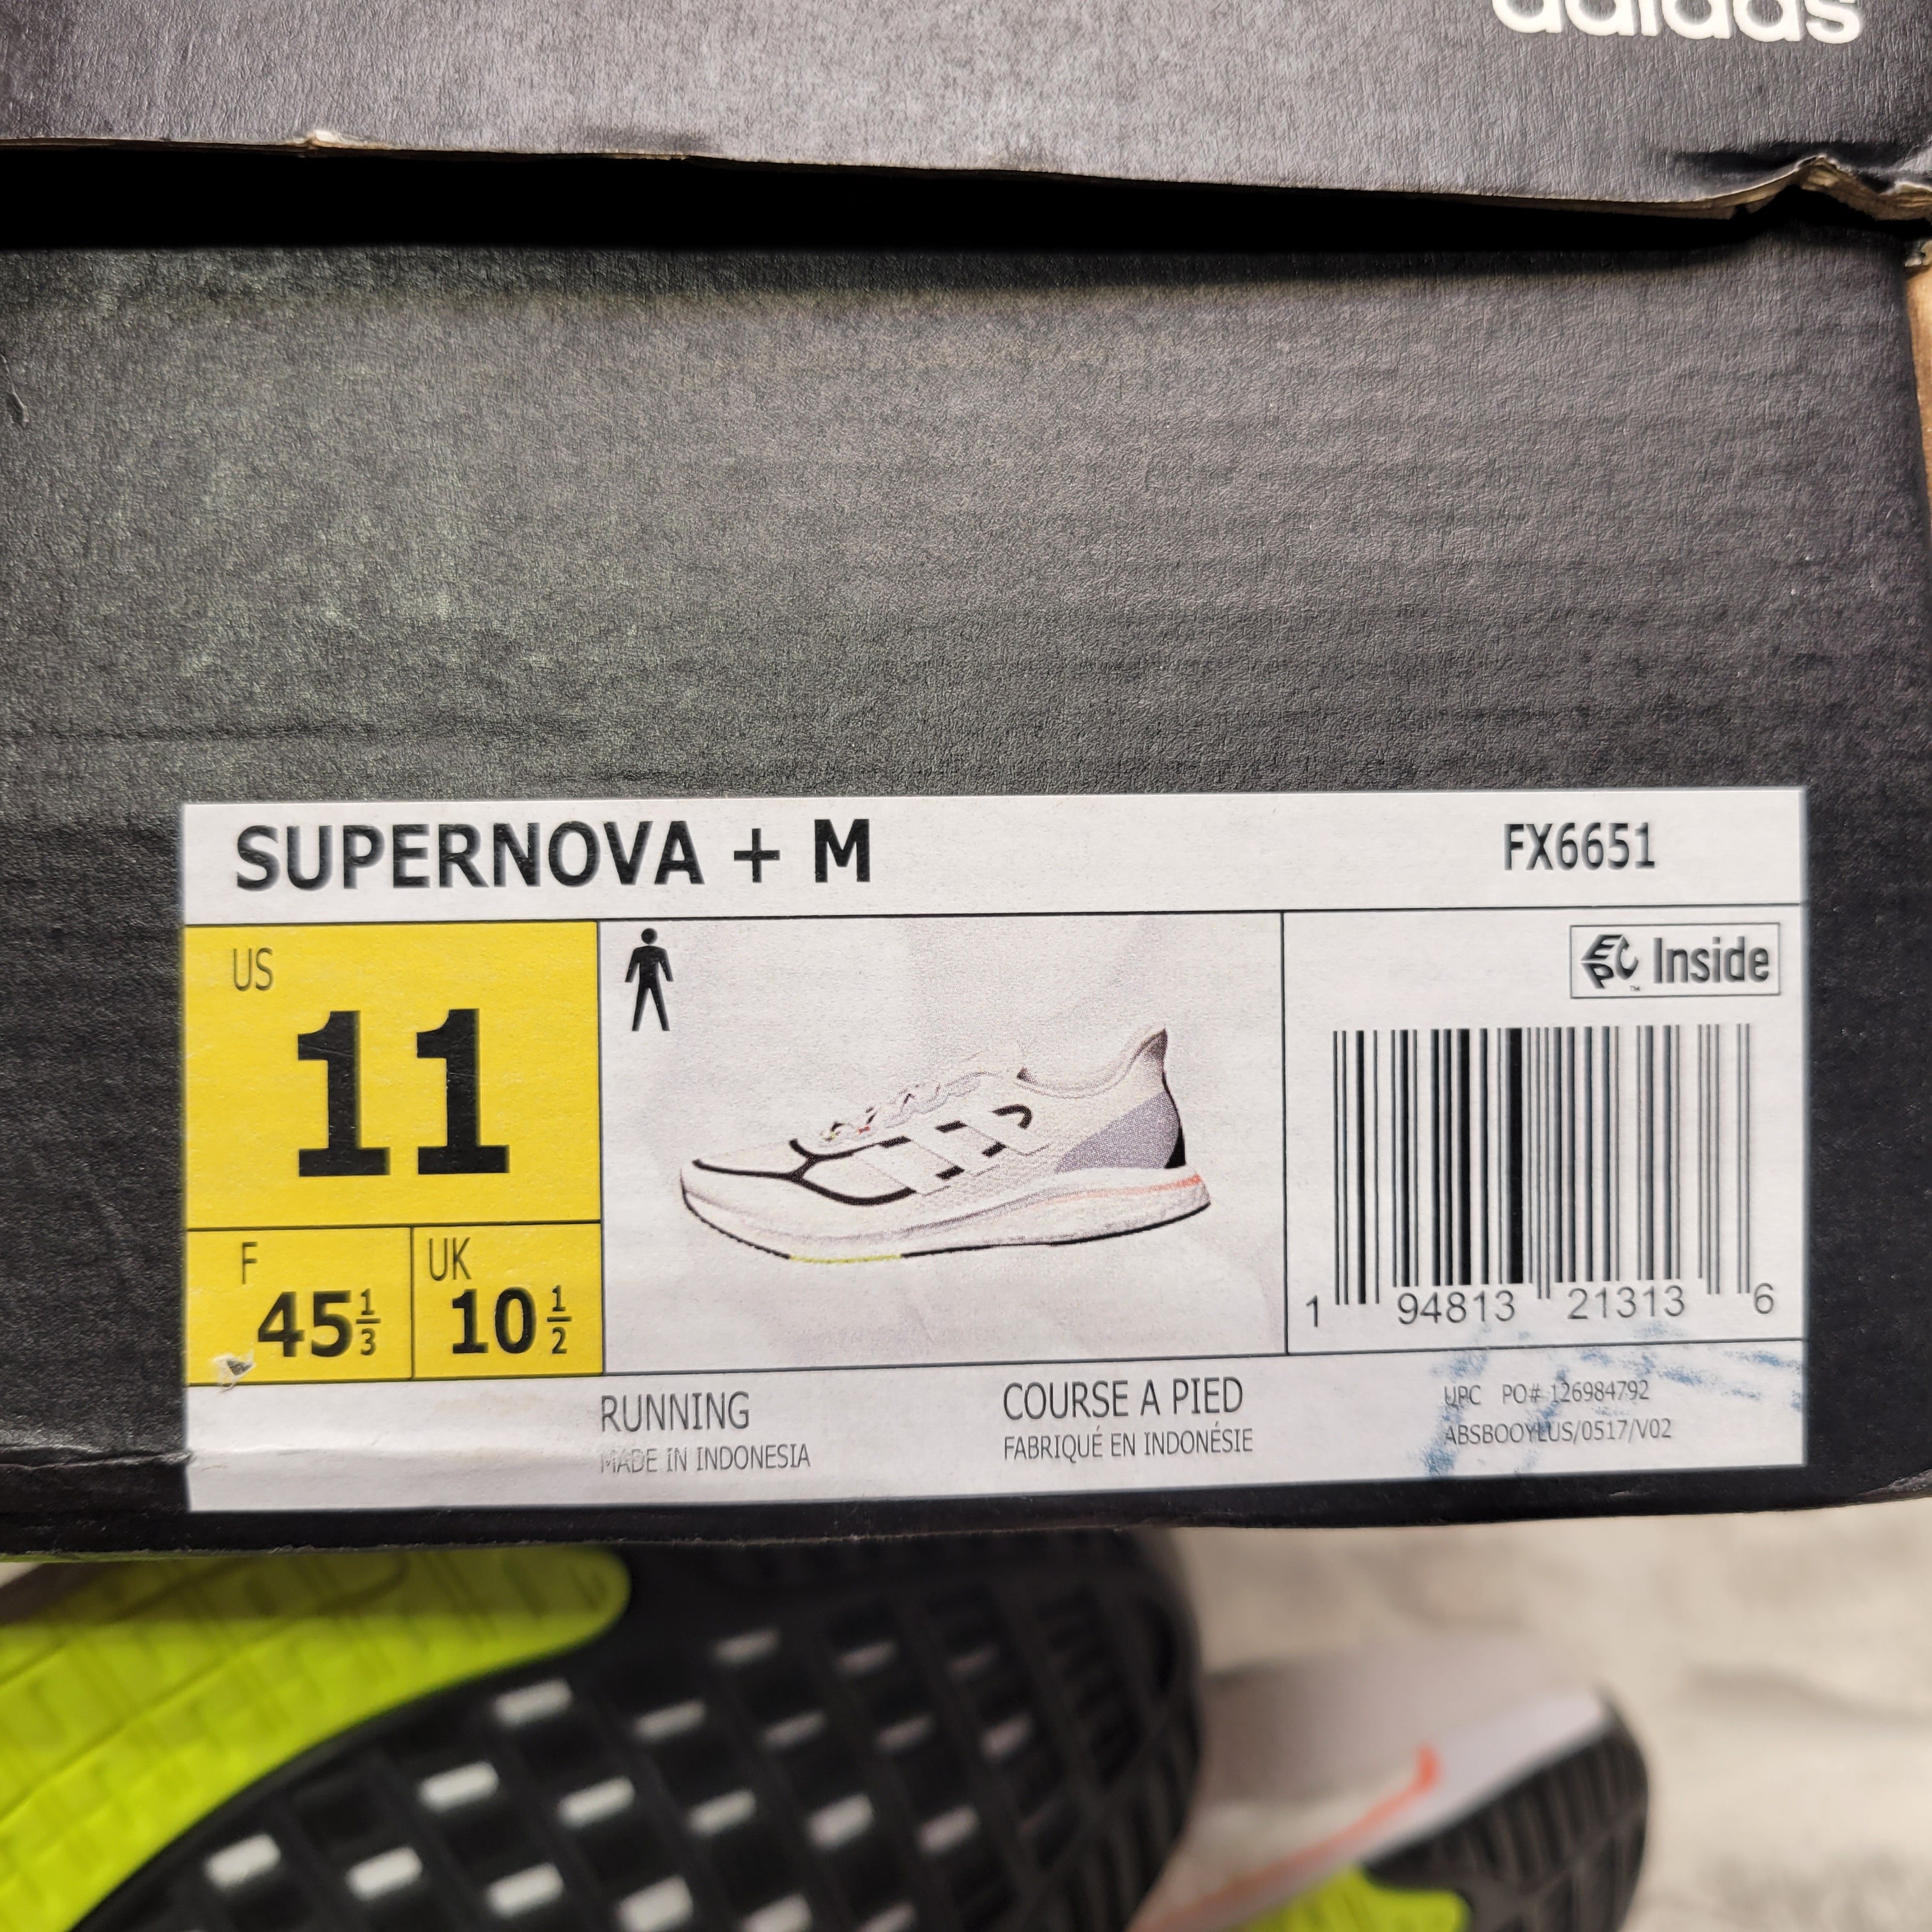 adidas
SUPERNOVA + M
FX6651
US
11
F
45 1/3
UK
10 1/2
EPC Inside
1 94813 21313 6
RUNNING
MADE IN INDONESIA
COURSE A PIED
FABRIQUÉ EN INDONÉSIE
UPC PO# 126984792
ABSBOOYLUS/0517/V02